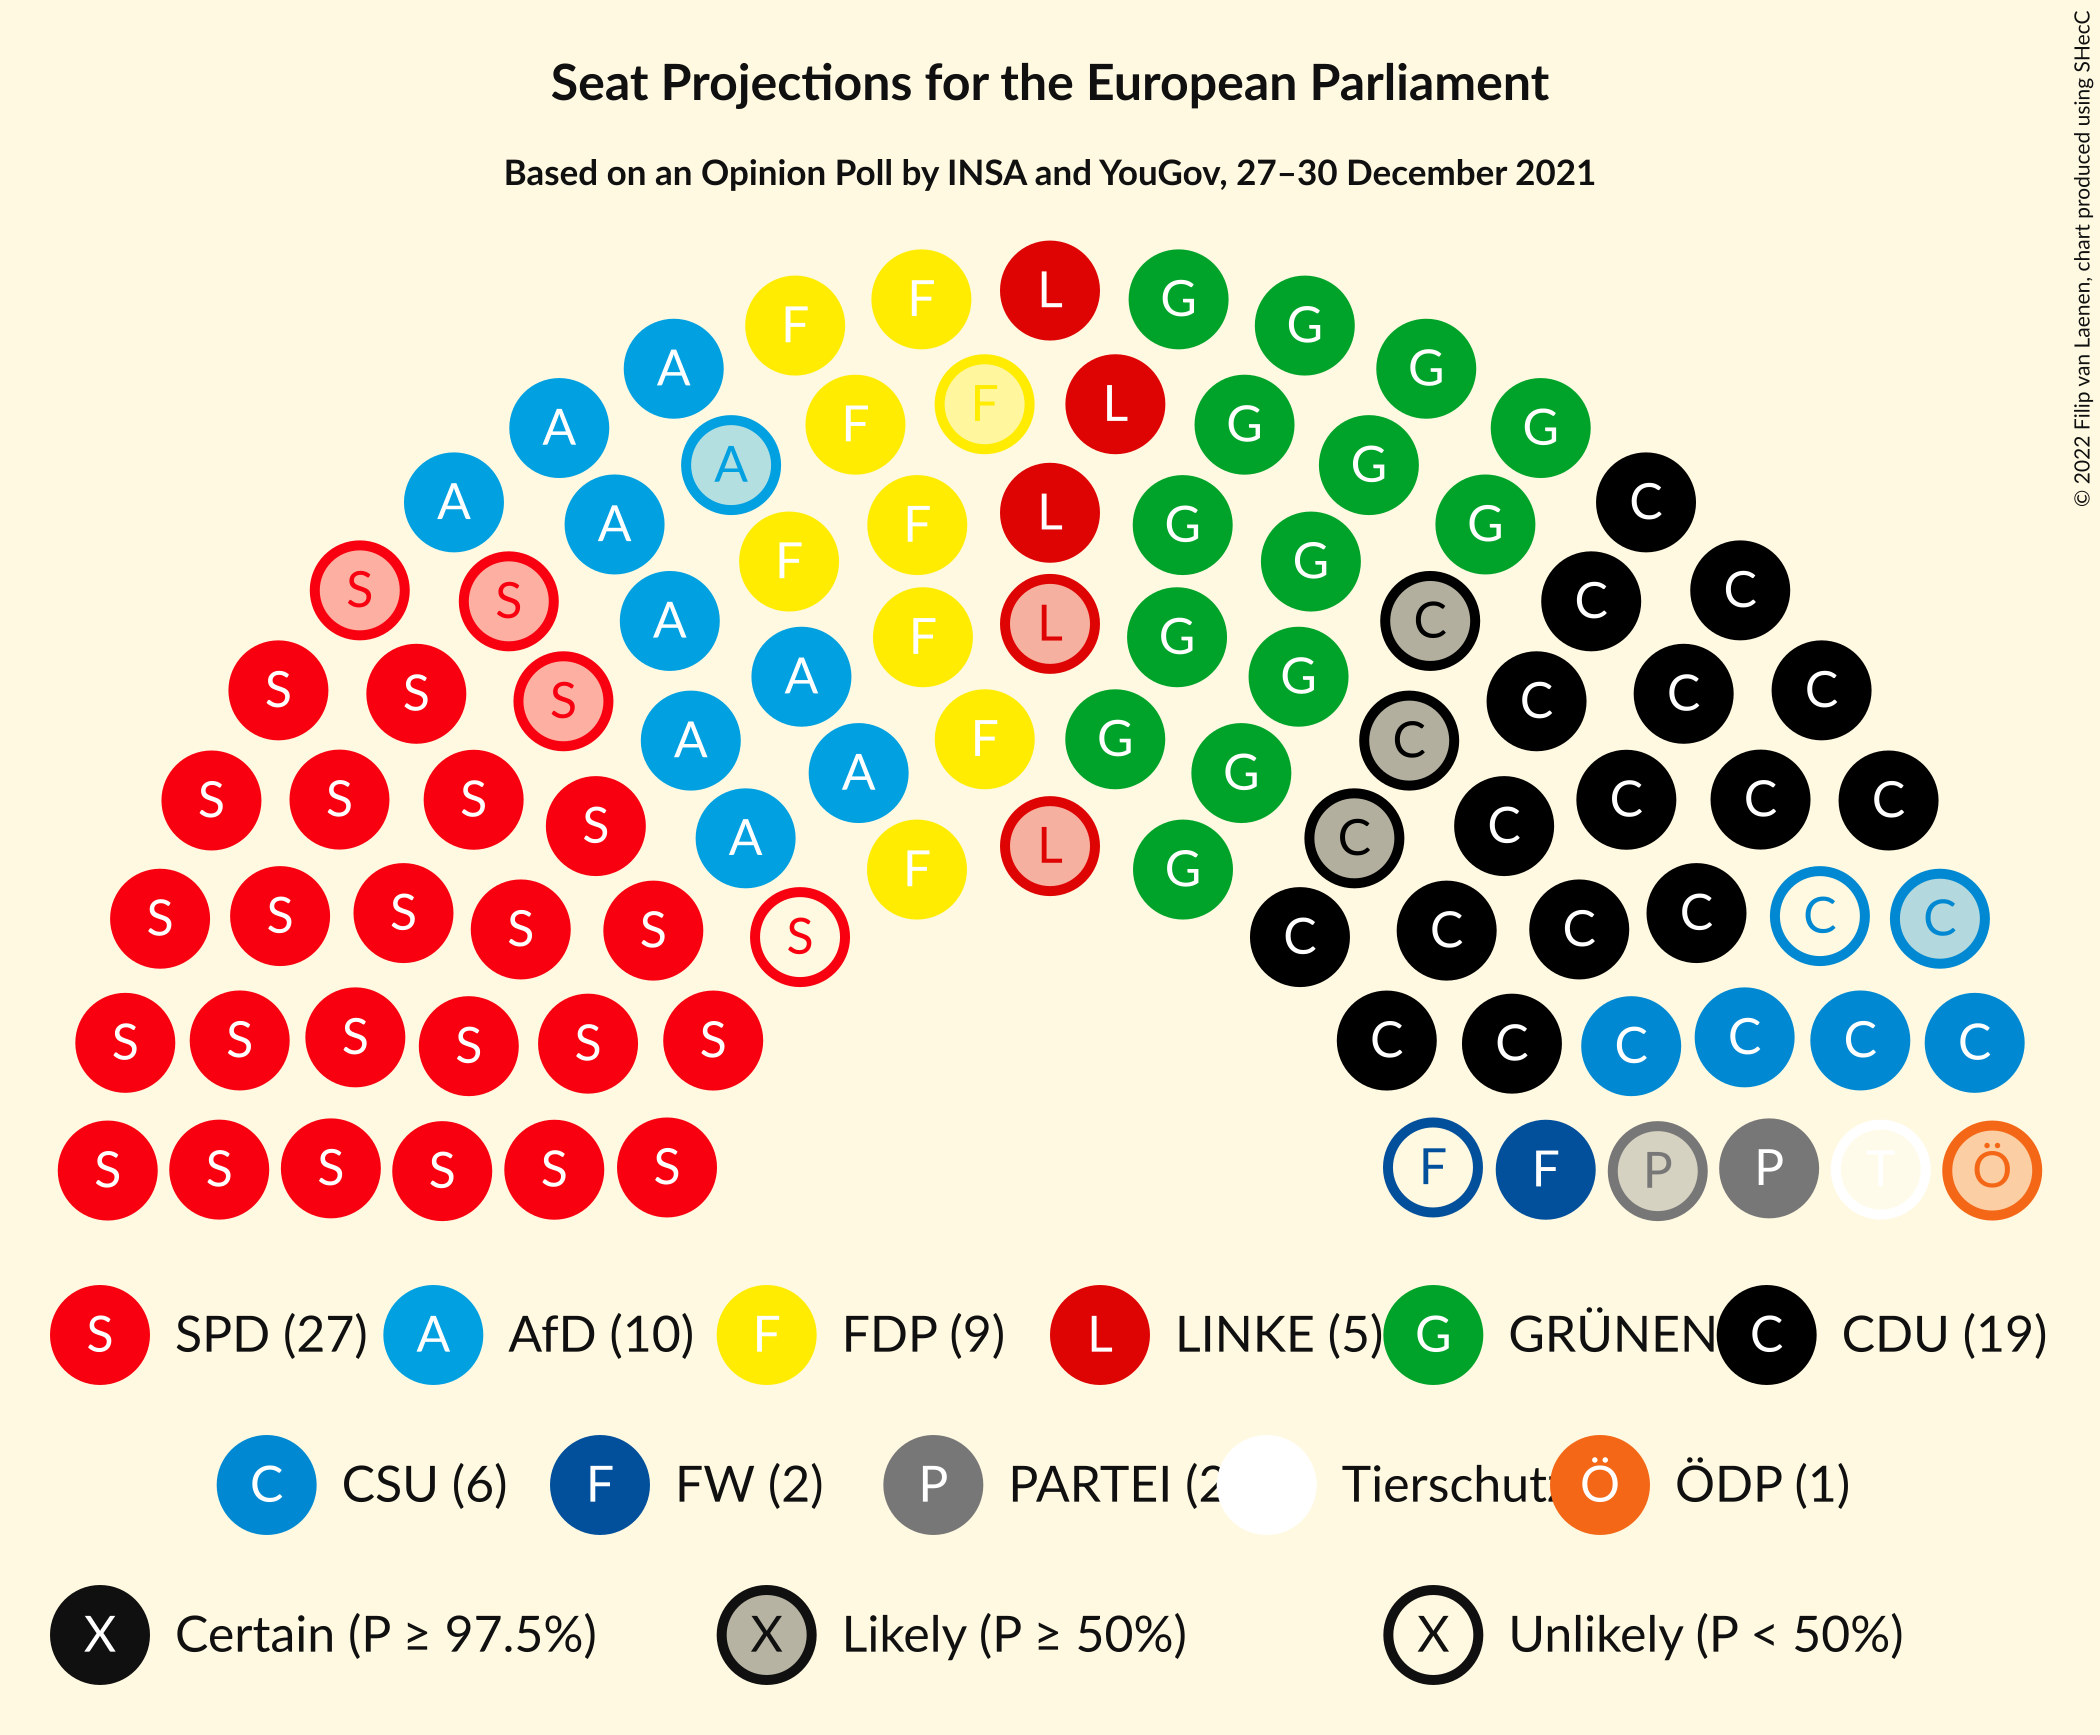 Seat Projections for the European Parliament
Based on an Opinion Poll by INSA and YouGov, 27–30 December 2021
© 2022 Filip van Laenen, chart produced using SHecC
F F L G G
A F F L G G G
A A F L G G G
A A F F G G C
S S A F L G G C C C
S S S A A F G G C C C C
S S S S A A F L G C C C C C C
S S S S S S C C C C C C
S S S S S S C C C C C C
S S S S S S F F P P T Ö
S SPD (27) A AfD (10) F FDP (9) L LINKE (5) G GRÜNEN C CDU (19)
C CSU (6) F FW (2) P PARTEI (2 Tierschutz Ö ÖDP (1)
X Certain (P ≥ 97.5%) X Likely (P ≥ 50%) X Unlikely (P < 50%)